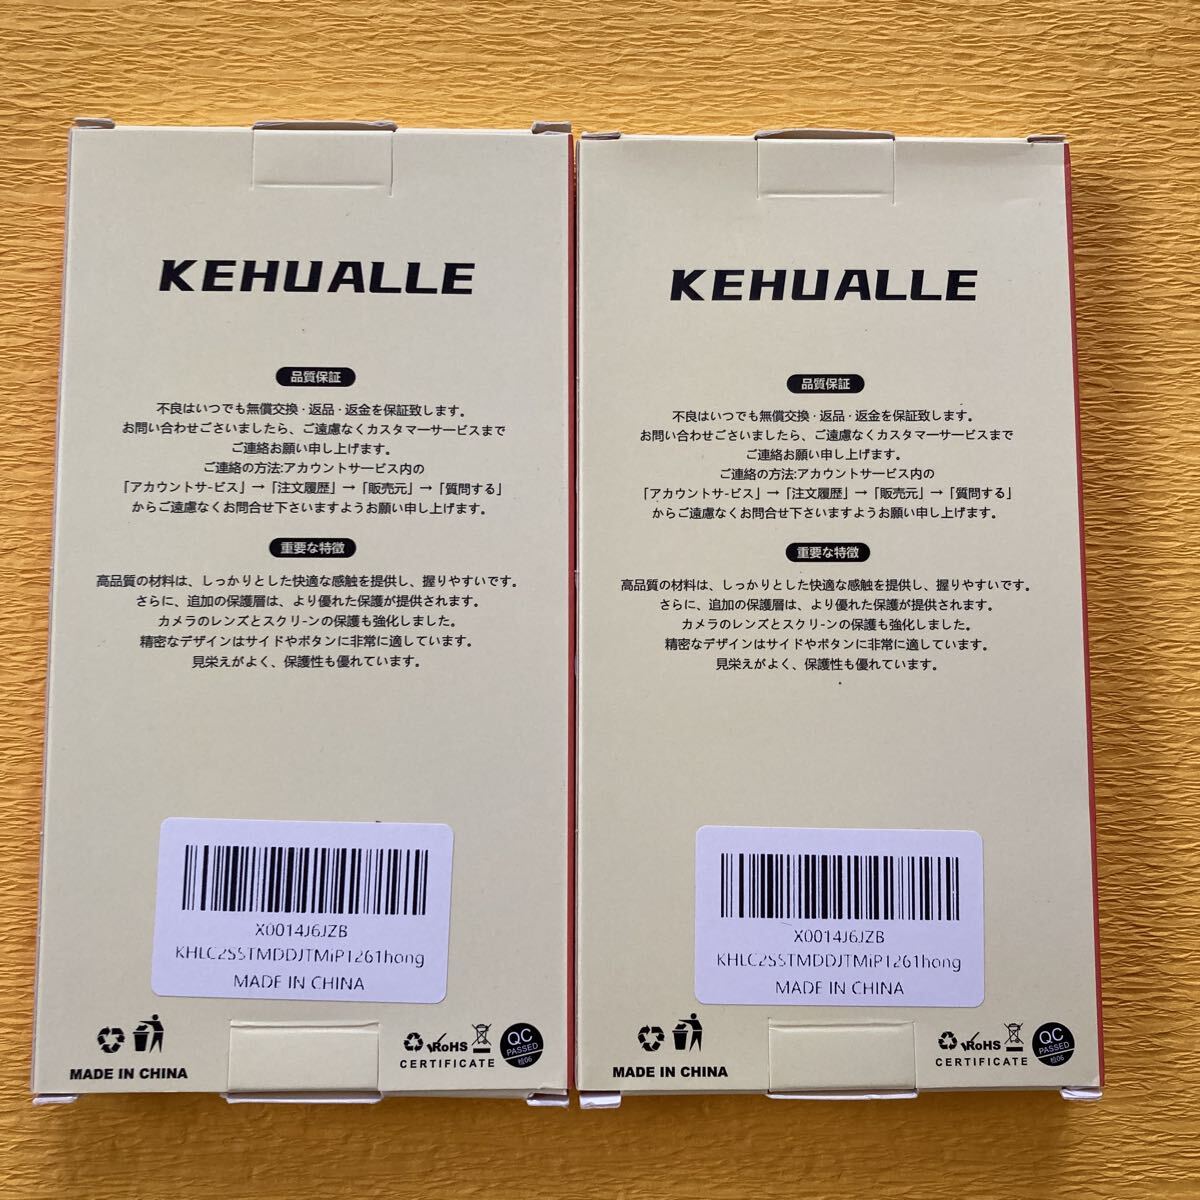 KEHUALLE
品質保証
不良はいつでも無償交換・返品・返金を保証致します。
お問い合わせございましたら、ご遠慮なくカスタマーサービスまで
ご連絡お願い申し上げます。
ご連絡の方法:アカウントサービス内の
「アカウントサ-ビス」→「注文履歴」→「販売元」→「質問する」
からご遠慮なくお問合せ下さいますようお願い申し上げます。
重要な特徴
高品質の材料は、しっかりとした快適な感触を提供し、握りやすいです。
さらに、追加の保護層は、より優れた保護が提供されます。
カメラのレンズとスクリ-ンの保護も強化しました。
精密なデザインはサイドやボタンに非常に適しています。
見栄えがよく、保護性も優れています。
X0014J6JZB
KHLC2S5TMDDJTMiP1261hong
MADE IN CHINA
MADE IN CHINA
RoHS
CERTIFICATE
QC
PASSED
检06
KEHUALLE
品質保証
不良はいつでも無償交換・返品・返金を保証致します。
お問い合わせございましたら、ご遠慮なくカスタマーサービスまで
ご連絡お願い申し上げます。
ご連絡の方法:アカウントサービス内の
「アカウントサ-ビス」→「注文履歴」→「販売元」→「質問する」
からご遠慮なくお問合せ下さいますようお願い申し上げます。
重要な特徴
高品質の材料は、しっかりとした快適な感触を提供し、握りやすいです。
さらに、追加の保護層は、より優れた保護が提供されます。
カメラのレンズとスクリ-ンの保護も強化しました。
精密なデザインはサイドやボタンに非常に適しています。
見栄えがよく、保護性も優れています。
X0014J6JZB
KHLC2S5TMDDJTMiP1261hong
MADE IN CHINA
MADE IN CHINA
RoHS
CERTIFICATE
QC
PASSED
检06